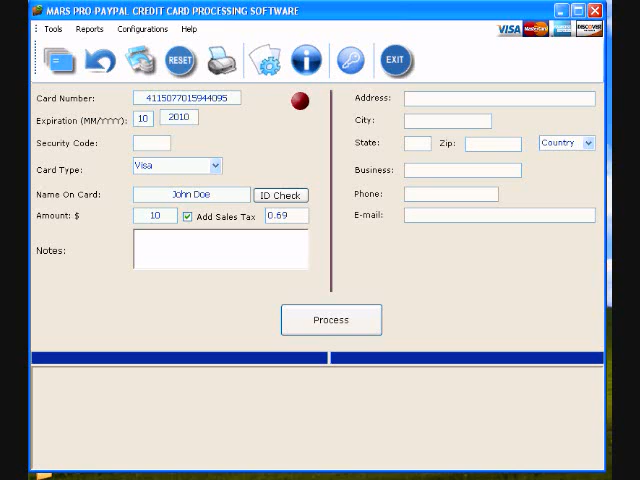 MARS PRO-PAYPAL CREDIT CARD PROCESSING SOFTWARE
Tools Reports Configurations Help
VISA MasterCard DISCOVER
RESET EXIT
Card Number: 4115077015944095
Expiration (MM/YYYY): 10 2010
Security Code:
Card Type: Visa
Name On Card: John Doe ID Check
Amount: $ 10 Add Sales Tax 0.69
Notes:
Address:
City:
State: Zip: Country
Business:
Phone:
E-mail:
Process